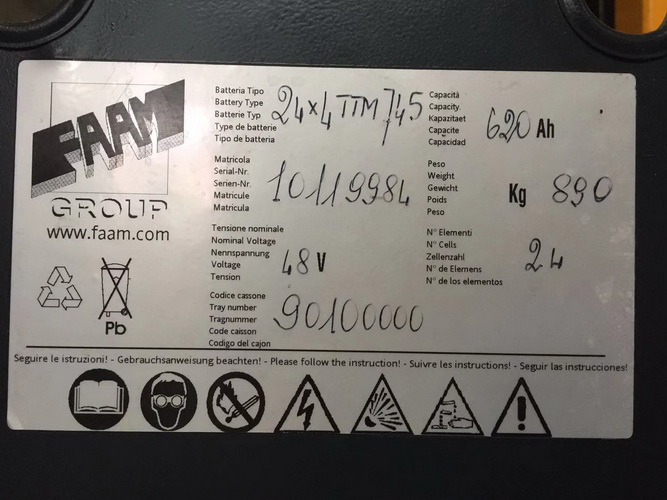 FAAM
GROUP
www.faam.com
Pb
Batteria Tipo
Battery Type
Batterie Typ
Type de batterie
Tipo de bateria
24x4TTM745
Capacità
Capacity.
Kapazitaet
Capacite
Capacidad
620 Ah
Matricola
Serial-Nr.
Serien-Nr.
Matricule
Matricula
10119984
Peso
Weight
Gewicht
Poids
Peso
Kg 890
Tensione nominale
Nominal Voltage
Nennspannung
Voltage
Tension
48 V
N° Elementi
N° Cells
Zellenzahl
N° de Elemens
N° de los elementos
24
Codice cassone
Tray number
Tragnummer
Code caisson
Codigo del cajon
90100000
Seguire le istruzioni! - Gebrauchsanweisung beachten! - Please follow the instruction! - Suivre les instructions! - Seguir las instrucciones!